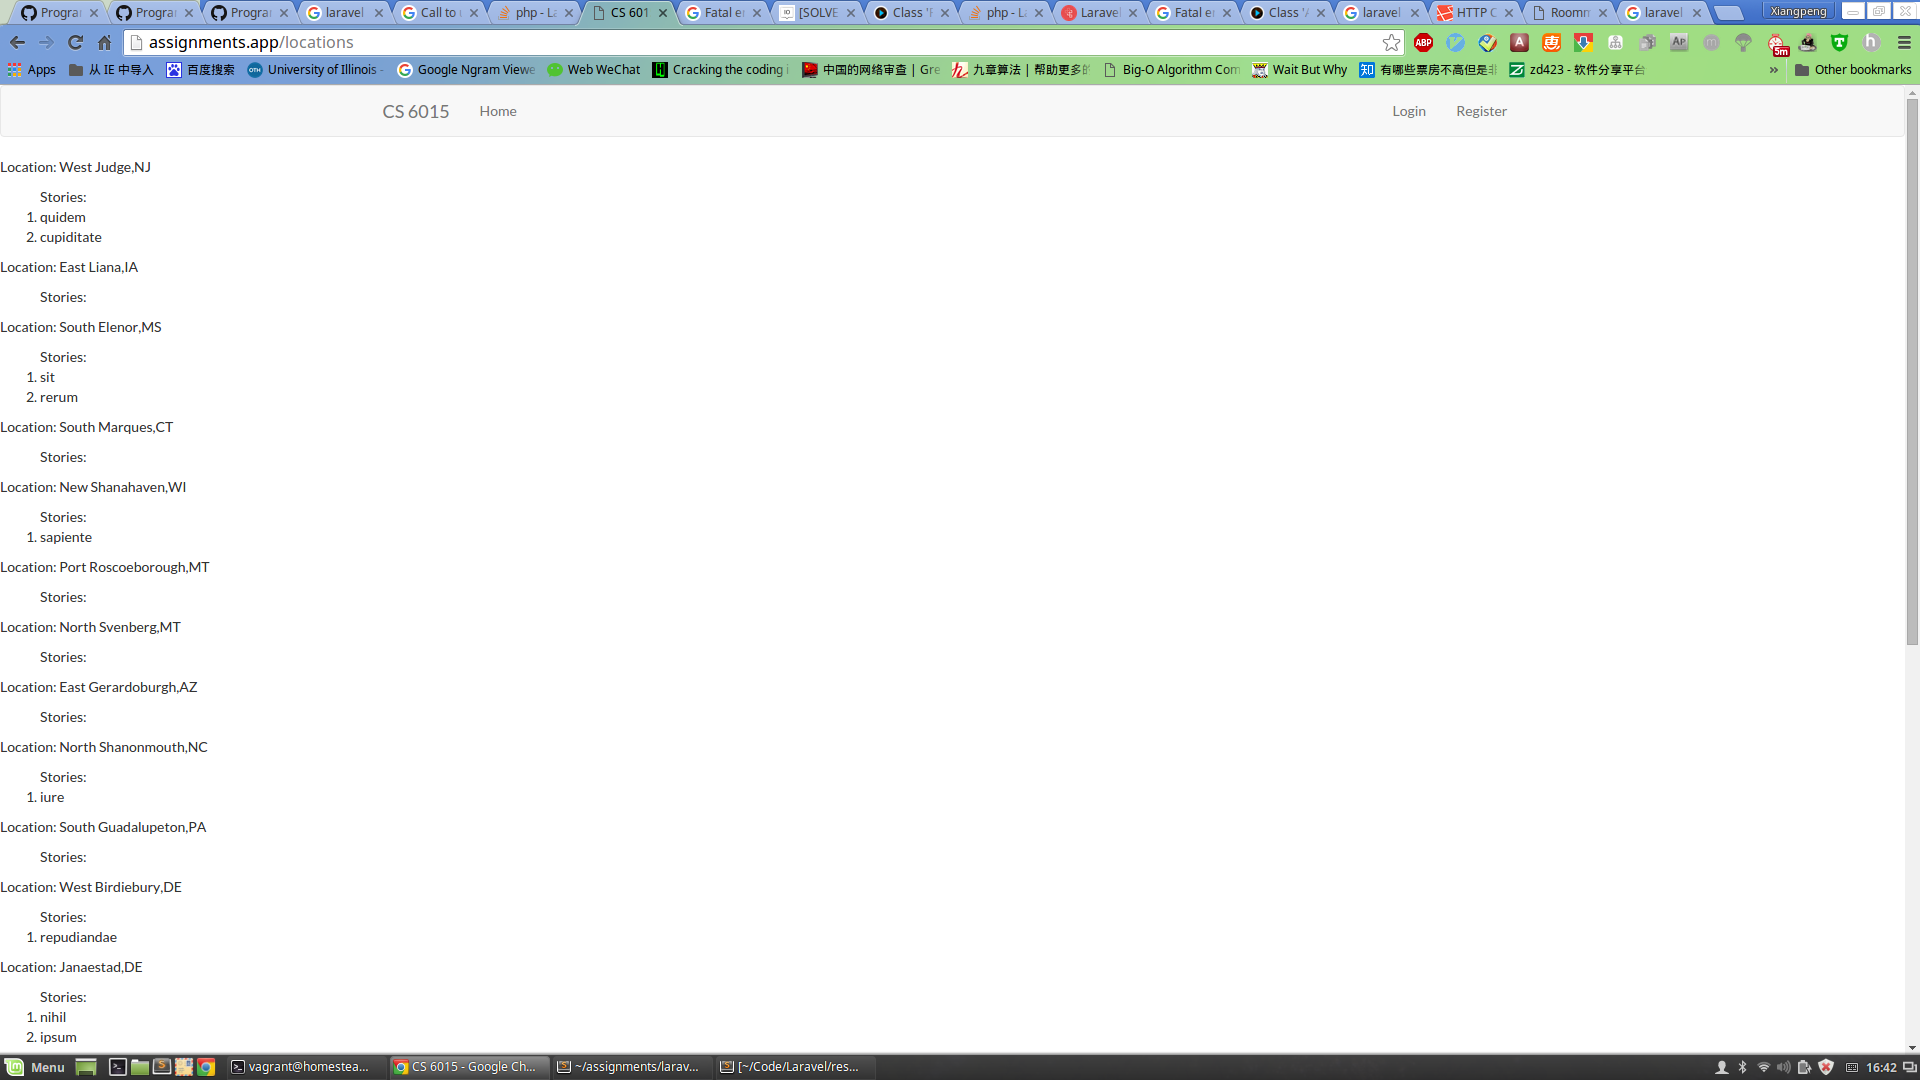 Progra
Progra
Progra
laravel
Call to
php - La
CS 601
Fatal e
[SOLVE
Class '
php - La
Laravel
Fatal e
Class '
laravel
HTTP
Room
laravel
Xiangpeng
assignments.app/locations
Apps
从 IE 中导入
百度搜索
University of Illinois -
Google Ngram Viewe
Web WeChat
Cracking the coding i
中国的网络审查 | Gre
九章算法 | 帮助更多的
Big-O Algorithm Com
Wait But Why
有哪些票房不高但是非
zd423 - 软件分享平台
»
Other bookmarks
CS 6015 Home Login Register
Location: West Judge,NJ
Stories:
1. quidem
2. cupiditate
Location: East Liana,IA
Stories:
Location: South Elenor,MS
Stories:
1. sit
2. rerum
Location: South Marques,CT
Stories:
Location: New Shanahaven,WI
Stories:
1. sapiente
Location: Port Roscoeborough,MT
Stories:
Location: North Svenberg,MT
Stories:
Location: East Gerardoburgh,AZ
Stories:
Location: North Shanonmouth,NC
Stories:
1. iure
Location: South Guadalupeton,PA
Stories:
Location: West Birdiebury,DE
Stories:
1. repudiandae
Location: Janaestad,DE
Stories:
1. nihil
2. ipsum
Menu
vagrant@homestea...
CS 6015 - Google Ch...
~/assignments/larav...
[~/Code/Laravel/res...
16:42